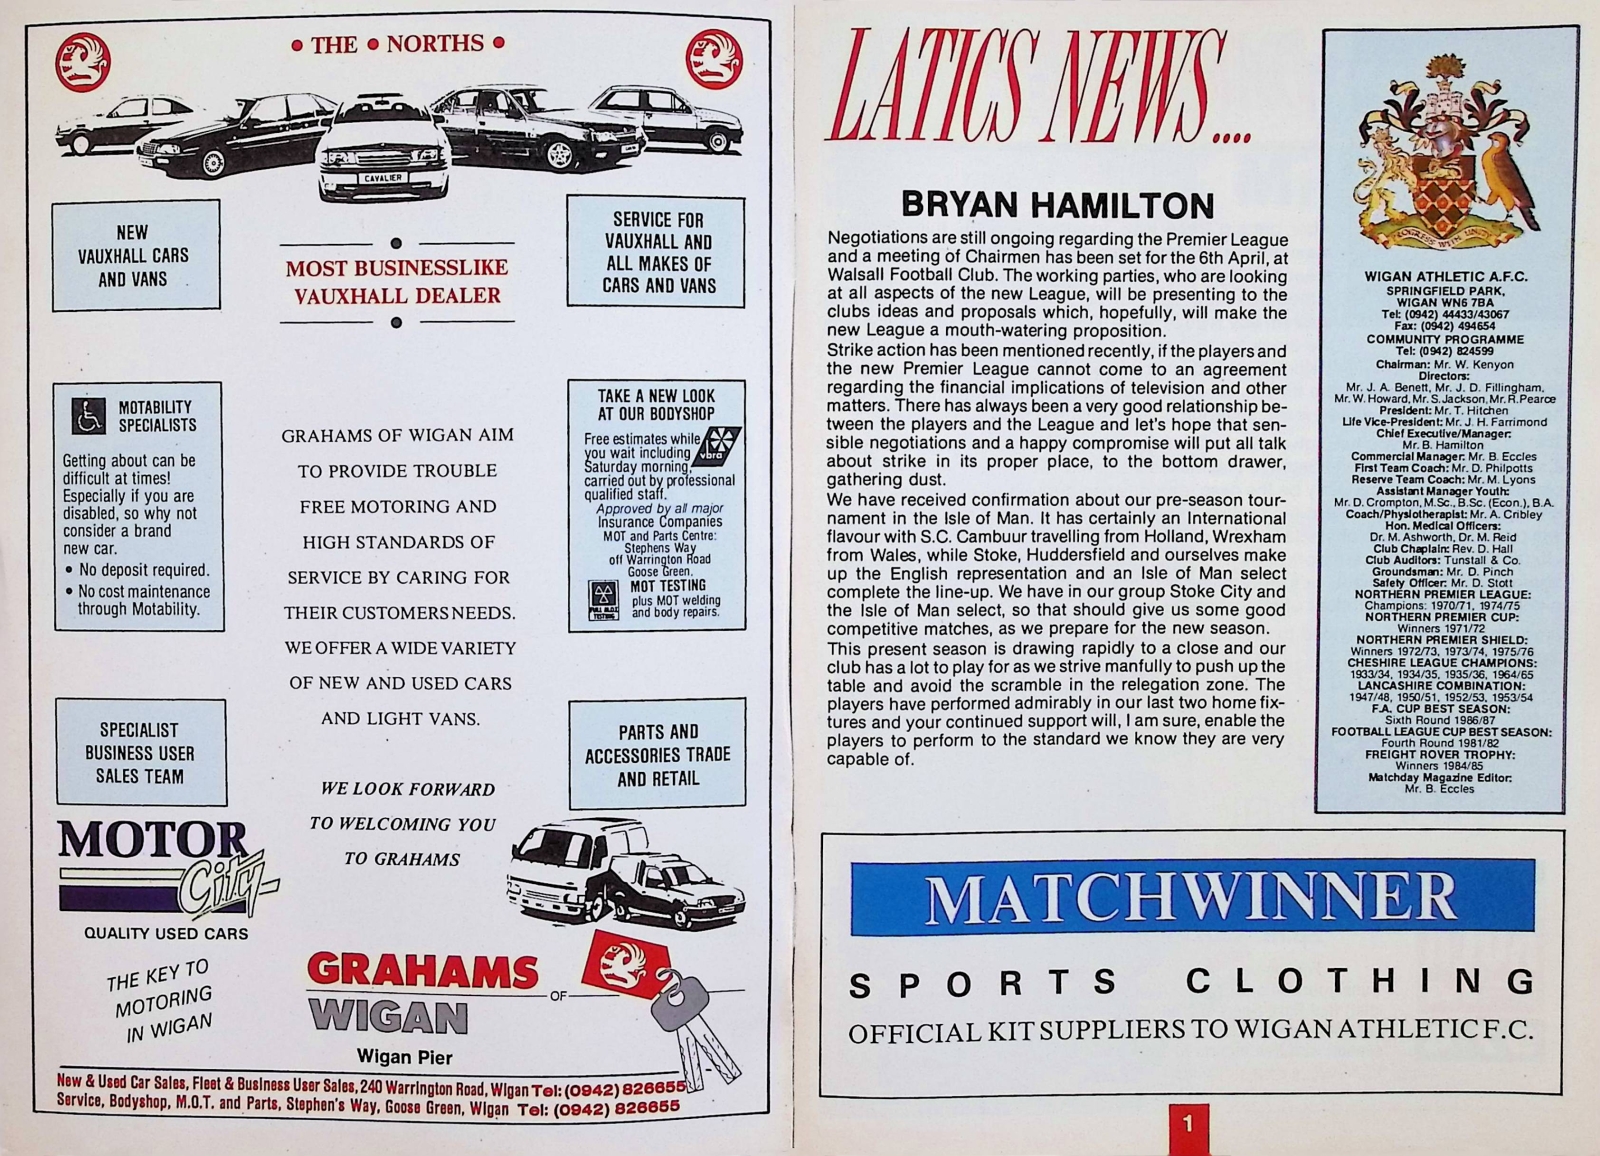 • THE • NORTHS •
CAVALIER
NEW
VAUXHALL CARS
AND VANS
MOST BUSINESSLIKE
VAUXHALL DEALER
SERVICE FOR
VAUXHALL AND
ALL MAKES OF
CARS AND VANS
MOTABILITY
SPECIALISTS
Getting about can be
difficult at times!
Especially if you are
disabled, so why not
consider a brand
new car.
• No deposit required.
• No cost maintenance
through Motability.
GRAHAMS OF WIGAN AIM
TO PROVIDE TROUBLE
FREE MOTORING AND
HIGH STANDARDS OF
SERVICE BY CARING FOR
THEIR CUSTOMERS NEEDS.
WE OFFER A WIDE VARIETY
OF NEW AND USED CARS
AND LIGHT VANS.
WE LOOK FORWARD
TO WELCOMING YOU
TO GRAHAMS
TAKE A NEW LOOK
AT OUR BODYSHOP
Free estimates while
you wait including
Saturday morning,
carried out by professional
qualified staff.
vbra
Approved by all major
Insurance Companies
MOT and Parts Centre:
Stephens Way
off Warrington Road
Goose Green.
MOT TESTING
plus MOT welding
and body repairs.
FULL M.O.T.
TESTING
SPECIALIST
BUSINESS USER
SALES TEAM
PARTS AND
ACCESSORIES TRADE
AND RETAIL
MOTOR
City
QUALITY USED CARS
THE KEY TO
MOTORING
IN WIGAN
GRAHAMS
OF
WIGAN
Wigan Pier
New & Used Car Sales, Fleet & Business User Sales, 240 Warrington Road, Wigan Tel: (0942) 826655
Service, Bodyshop, M.O.T. and Parts, Stephen's Way, Goose Green, Wigan Tel: (0942) 826655
LATICS NEWS....
BRYAN HAMILTON
Negotiations are still ongoing regarding the Premier League
and a meeting of Chairmen has been set for the 6th April, at
Walsall Football Club. The working parties, who are looking
at all aspects of the new League, will be presenting to the
clubs ideas and proposals which, hopefully, will make the
new League a mouth-watering proposition.
Strike action has been mentioned recently, if the players and
the new Premier League cannot come to an agreement
regarding the financial implications of television and other
matters. There has always been a very good relationship be-
tween the players and the League and let's hope that sen-
sible negotiations and a happy compromise will put all talk
about strike in its proper place, to the bottom drawer,
gathering dust.
We have received confirmation about our pre-season tour-
nament in the Isle of Man. It has certainly an International
flavour with S.C. Cambuur travelling from Holland, Wrexham
from Wales, while Stoke, Huddersfield and ourselves make
up the English representation and an Isle of Man select
complete the line-up. We have in our group Stoke City and
the Isle of Man select, so that should give us some good
competitive matches, as we prepare for the new season.
This present season is drawing rapidly to a close and our
club has a lot to play for as we strive manfully to push up the
table and avoid the scramble in the relegation zone. The
players have performed admirably in our last two home fix-
tures and your continued support will, I am sure, enable the
players to perform to the standard we know they are very
capable of.
WIGAN ATHLETIC A.F.C.
SPRINGFIELD PARK,
WIGAN WN6 7BA
Tel: (0942) 44433/43067
Fax: (0942) 494654
COMMUNITY PROGRAMME
Tel: (0942) 824599
Chairman: Mr. W. Kenyon
Directors:
Mr. J. A. Benett, Mr. J. D. Fillingham,
Mr. W. Howard, Mr. S. Jackson, Mr. R. Pearce
President: Mr. T. Hitchen
Life Vice-President: Mr. J. H. Farrimond
Chief Executive/Manager:
Mr. B. Hamilton
Commercial Manager: Mr. B. Eccles
First Team Coach: Mr. D. Philpotts
Reserve Team Coach: Mr. M. Lyons
Assistant Manager Youth:
Mr. D. Crompton, M.Sc., B.Sc. (Econ.), B.A.
Coach/Physiotherapist: Mr. A. Cribley
Hon. Medical Officers:
Dr. M. Ashworth, Dr. M. Reid
Club Chaplain: Rev. D. Hall
Club Auditors: Tunstall & Co.
Groundsman: Mr. D. Pinch
Safety Officer: Mr. D. Stott
NORTHERN PREMIER LEAGUE:
Champions: 1970/71, 1974/75
NORTHERN PREMIER CUP:
Winners 1971/72
NORTHERN PREMIER SHIELD:
Winners 1972/73, 1973/74, 1975/76
CHESHIRE LEAGUE CHAMPIONS:
1933/34, 1934/35, 1935/36, 1964/65
LANCASHIRE COMBINATION:
1947/48, 1950/51, 1952/53, 1953/54
F.A. CUP BEST SEASON:
Sixth Round 1986/87
FOOTBALL LEAGUE CUP BEST SEASON:
Fourth Round 1981/82
FREIGHT ROVER TROPHY:
Winners 1984/85
Matchday Magazine Editor:
Mr. B. Eccles
MATCHWINNER
SPORTS CLOTHING
OFFICIAL KIT SUPPLIERS TO WIGAN ATHLETIC F.C.
1